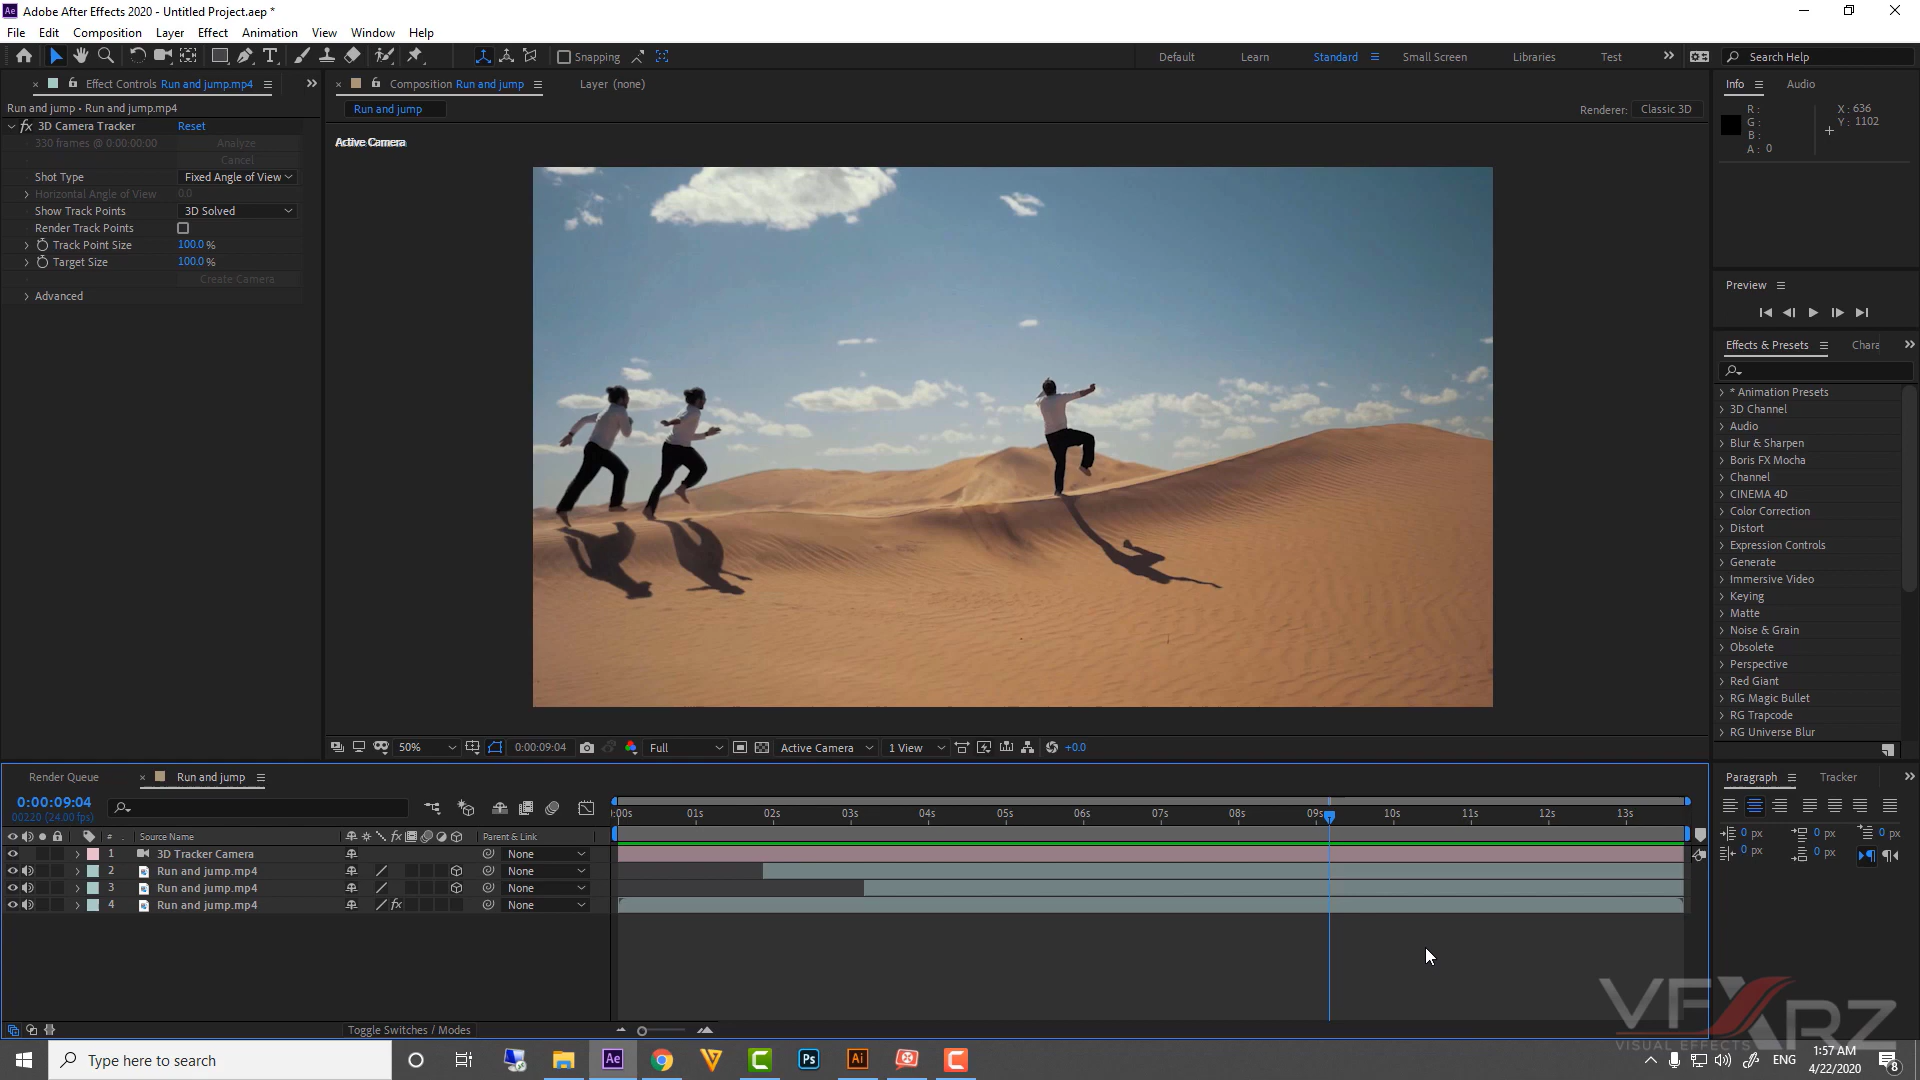 Adobe After Effects 2020 - Untitled Project.aep *
File Edit Composition Layer Effect Animation View Window Help
Snapping Default Learn Standard Small Screen Libraries Test Search Help
Effect Controls Run and jump.mp4
Composition Run and jump Layer (none)
Info Audio
Run and jump • Run and jump.mp4
Run and jump
Renderer: Classic 3D
R : X : 636
G : Y : 1102
B :
A : 0
3D Camera Tracker Reset
330 frames @ 0:00:00:00 Analyze
Cancel
Active Camera
Shot Type Fixed Angle of View
Horizontal Angle of View 0.0
Show Track Points 3D Solved
Render Track Points
Track Point Size 100.0 %
Target Size 100.0 %
Create Camera
Advanced
Preview
Effects & Presets Chara
* Animation Presets
3D Channel
Audio
Blur & Sharpen
Boris FX Mocha
Channel
CINEMA 4D
Color Correction
Distort
Expression Controls
Generate
Immersive Video
Keying
Matte
Noise & Grain
Obsolete
Perspective
Red Giant
RG Magic Bullet
RG Trapcode
RG Universe Blur
50% 0:00:09:04 Full Active Camera 1 View +0.0
Render Queue Run and jump
Paragraph Tracker
0:00:09:04
00220 (24.00 fps)
:00s 01s 02s 03s 04s 05s 06s 07s 08s 09s 10s 11s 12s 13s
# Source Name Parent & Link
1 3D Tracker Camera None
2 Run and jump.mp4 None
3 Run and jump.mp4 None
4 Run and jump.mp4 fx None
0 px 0 px 0 px
0 px 0 px
Toggle Switches / Modes
VFXARZ
VISUAL EFFECTS
Type here to search
Ae Ps Ai
ENG 1:57 AM
4/22/2020
8